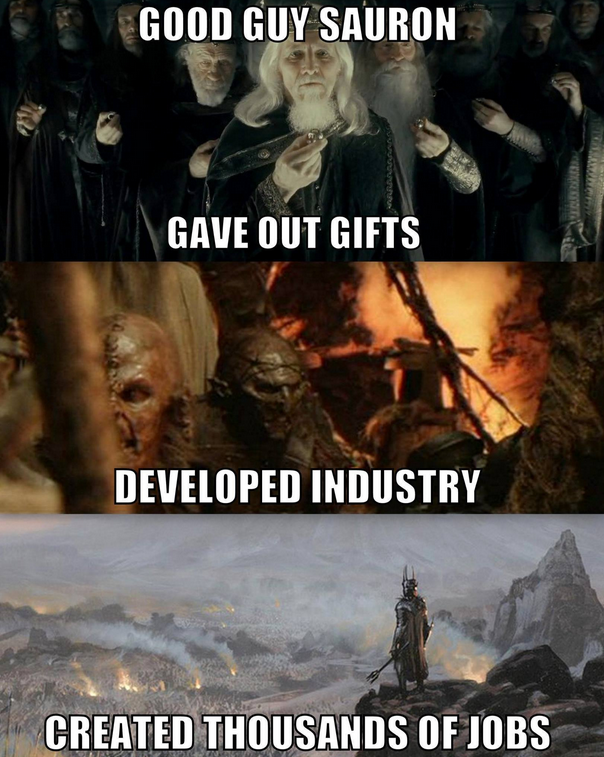 GOOD GUY SAURON
GAVE OUT GIFTS
DEVELOPED INDUSTRY
CREATED THOUSANDS OF JOBS